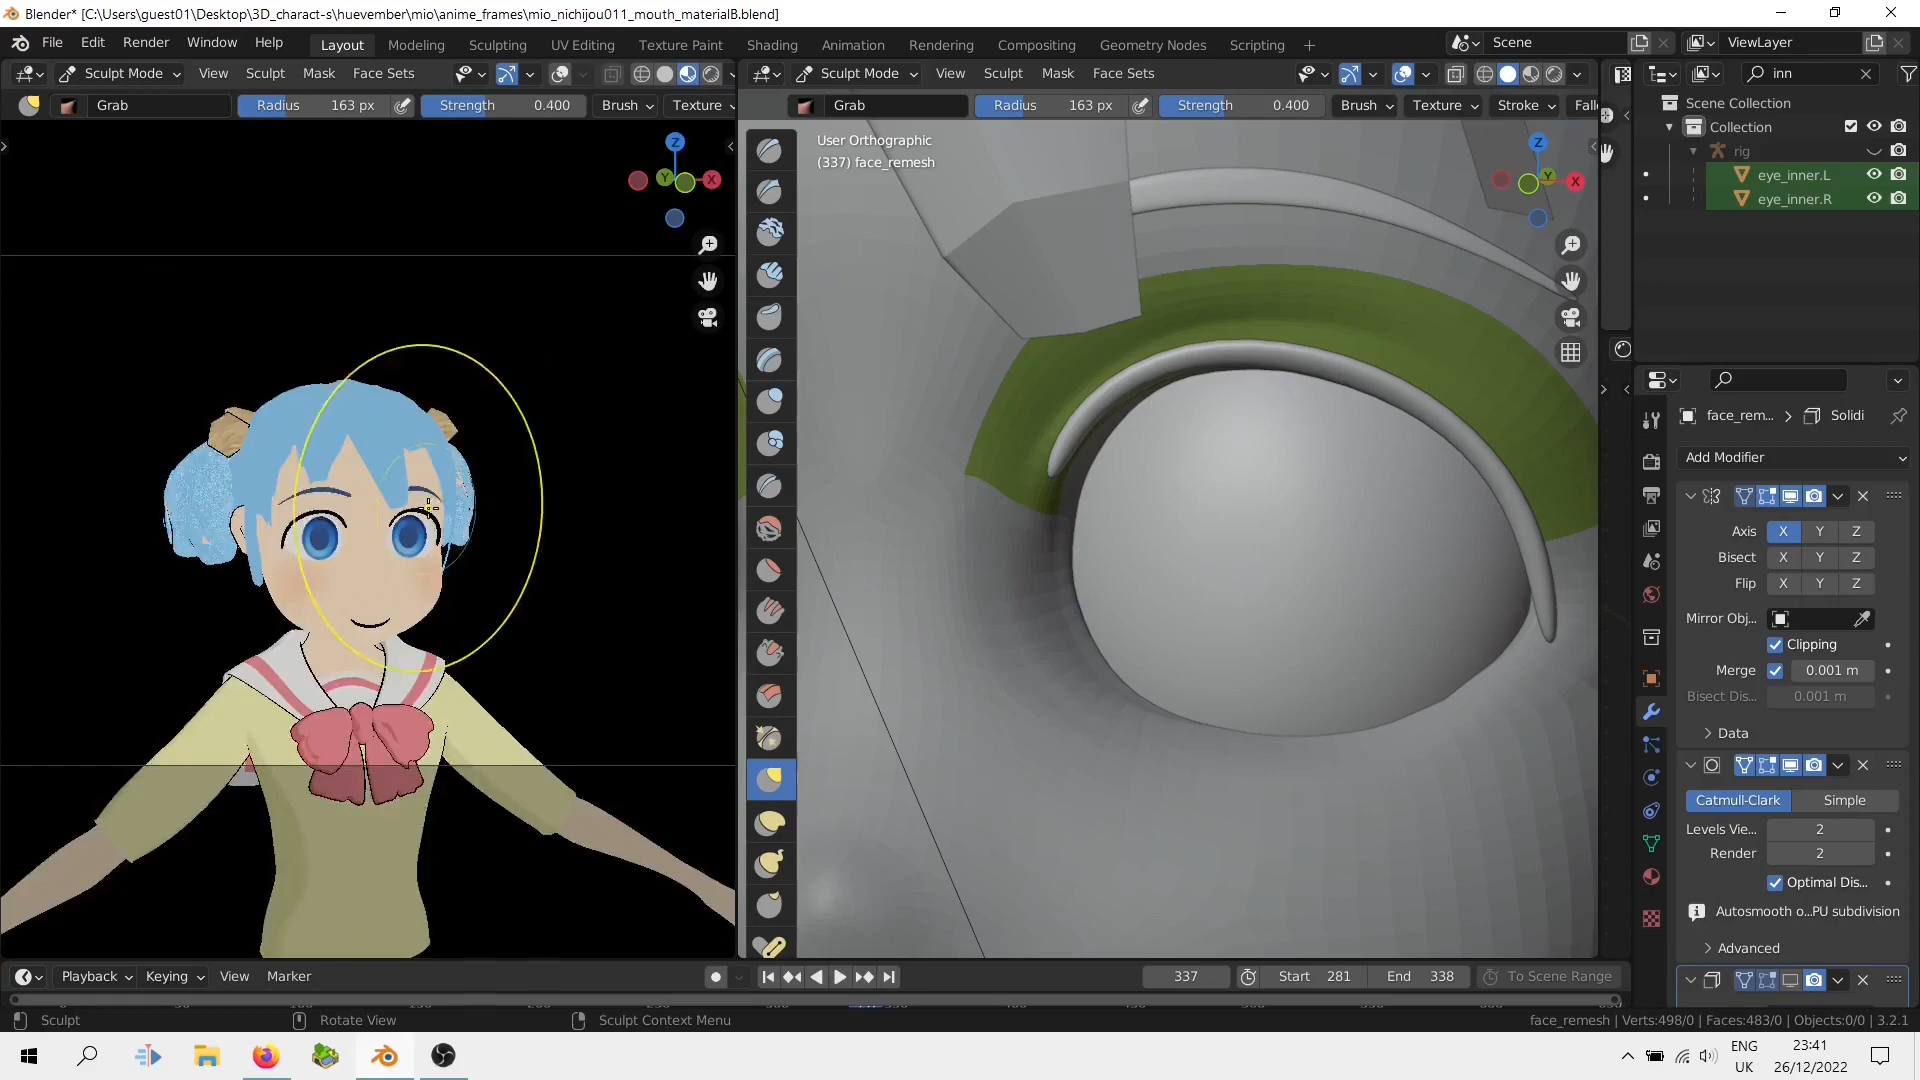 Blender* [C:\Users\guest01\Desktop\3D_charact-s\huevember\mio\anime_frames\mio_nichijou011_mouth_materialB.blend]
File Edit Render Window Help Layout Modeling Sculpting UV Editing Texture Paint Shading Animation Rendering Compositing Geometry Nodes Scripting + Scene ViewLayer
Sculpt Mode View Sculpt Mask Face Sets Sculpt Mode View Sculpt Mask Face Sets inn
Grab Radius 163 px Strength 0.400 Brush Texture Grab Radius 163 px Strength 0.400 Brush Texture Stroke Fall
Scene Collection
Collection
rig
eye_inner.L
eye_inner.R
User Orthographic
(337) face_remesh
Z
Y
X
Z
Y
X
face_rem... > Solidi
Add Modifier
Axis X Y Z
Bisect X Y Z
Flip X Y Z
Mirror Obj...
Clipping
Merge 0.001 m
Bisect Dis... 0.001 m
Data
Catmull-Clark Simple
Levels Vie... 2
Render 2
Optimal Dis...
Autosmooth o...PU subdivision
Advanced
Playback Keying View Marker 337 Start 281 End 338 To Scene Range
Sculpt Rotate View Sculpt Context Menu face_remesh | Verts:498/0 | Faces:483/0 | Objects:0/0 | 3.2.1
ENG
UK
23:41
26/12/2022